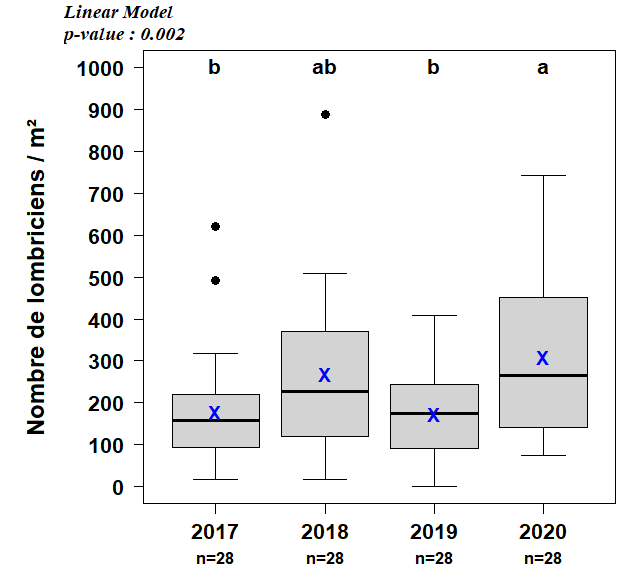 Linear Model
p-value : 0.002
Nombre de lombriciens / m²
1000
900
800
700
600
500
400
300
200
100
0
b ab b a
X X X X
2017 2018 2019 2020
n=28 n=28 n=28 n=28